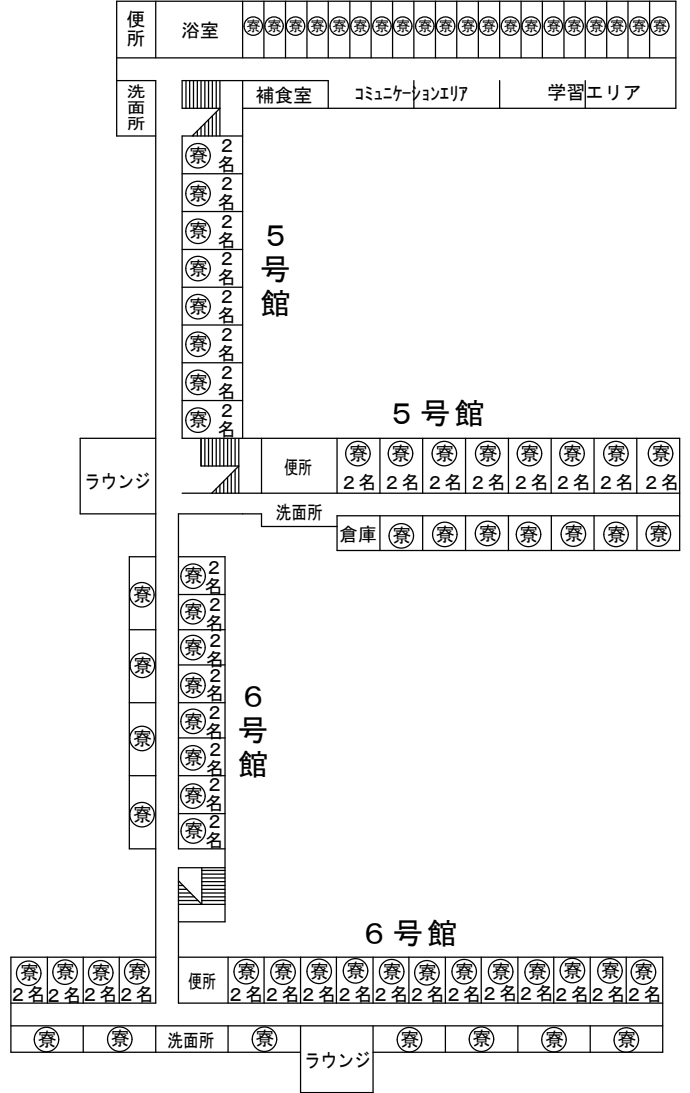 便所 浴室 寮 寮 寮 寮 寮 寮 寮 寮 寮 寮 寮 寮 寮 寮 寮 寮 寮 寮 寮 寮
洗面所 補食室 コミュニケーションエリア 学習エリア
寮 2名
寮 2名
寮 2名
寮 2名
寮 2名
寮 2名
寮 2名
寮 2名
5号館
5号館
ラウンジ
便所
寮 寮 寮 寮 寮 寮 寮 寮
2名 2名 2名 2名 2名 2名 2名 2名
洗面所
倉庫 寮 寮 寮 寮 寮 寮 寮
寮
寮
寮
寮
寮 2名
寮 2名
寮 2名
寮 2名
寮 2名
寮 2名
寮 2名
寮 2名
6号館
6号館
寮 寮 寮 寮 便所 寮 寮 寮 寮 寮 寮 寮 寮 寮 寮 寮 寮
2名 2名 2名 2名 2名 2名 2名 2名 2名 2名 2名 2名 2名 2名 2名 2名
寮 寮 洗面所 寮 寮 寮 寮 寮
ラウンジ